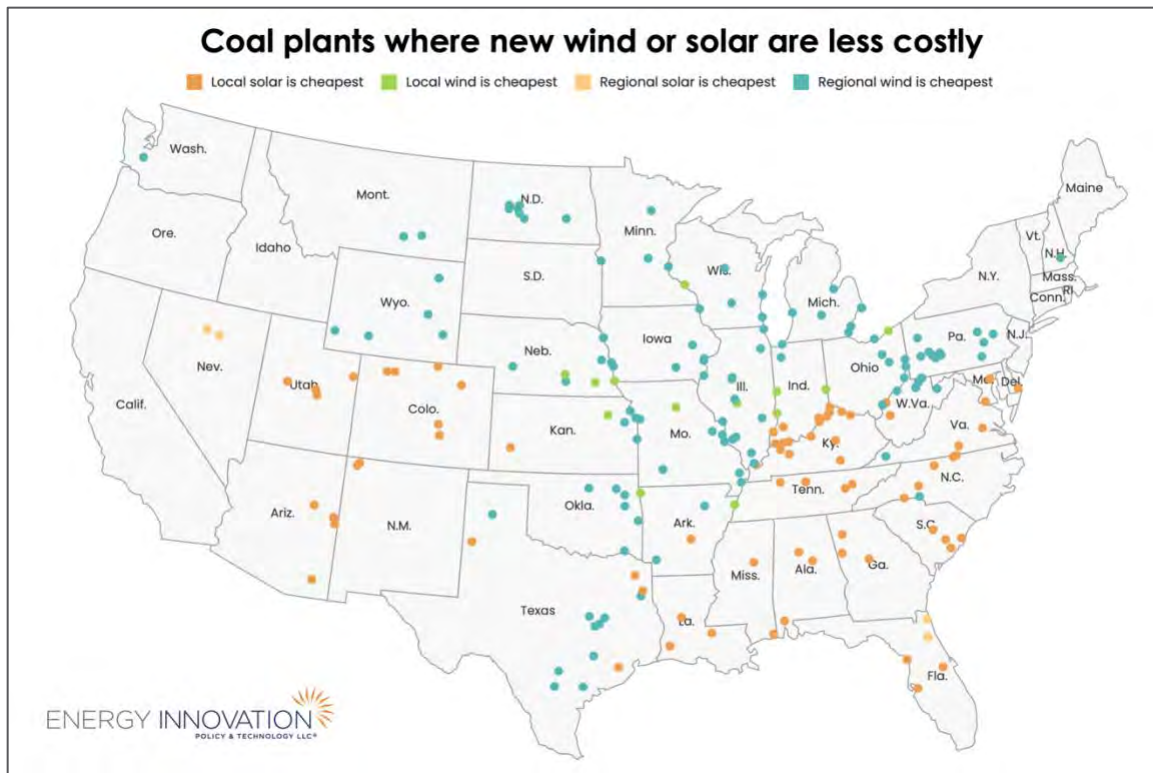 Coal plants where new wind or solar are less costly
Local solar is cheapest Local wind is cheapest Regional solar is cheapest Regional wind is cheapest
Wash.
Maine
Mont.
N.D.
Minn.
Vt.
N.H.
Ore.
Idaho
S.D.
Wis.
N.Y.
Mass.
Conn.
RI
Wyo.
Mich.
Iowa
Pa.
N.J.
Neb.
Nev.
Utah
Ohio
Ill.
Ind.
Md.
Del.
Calif.
Colo.
W.Va.
Kan.
Mo.
Va.
Ky.
N.C.
Tenn.
Okla.
Ariz.
N.M.
Ark.
S.C.
Miss.
Ala.
Ga.
Texas
La.
Fla.
ENERGY INNOVATION
POLICY & TECHNOLOGY LLC®